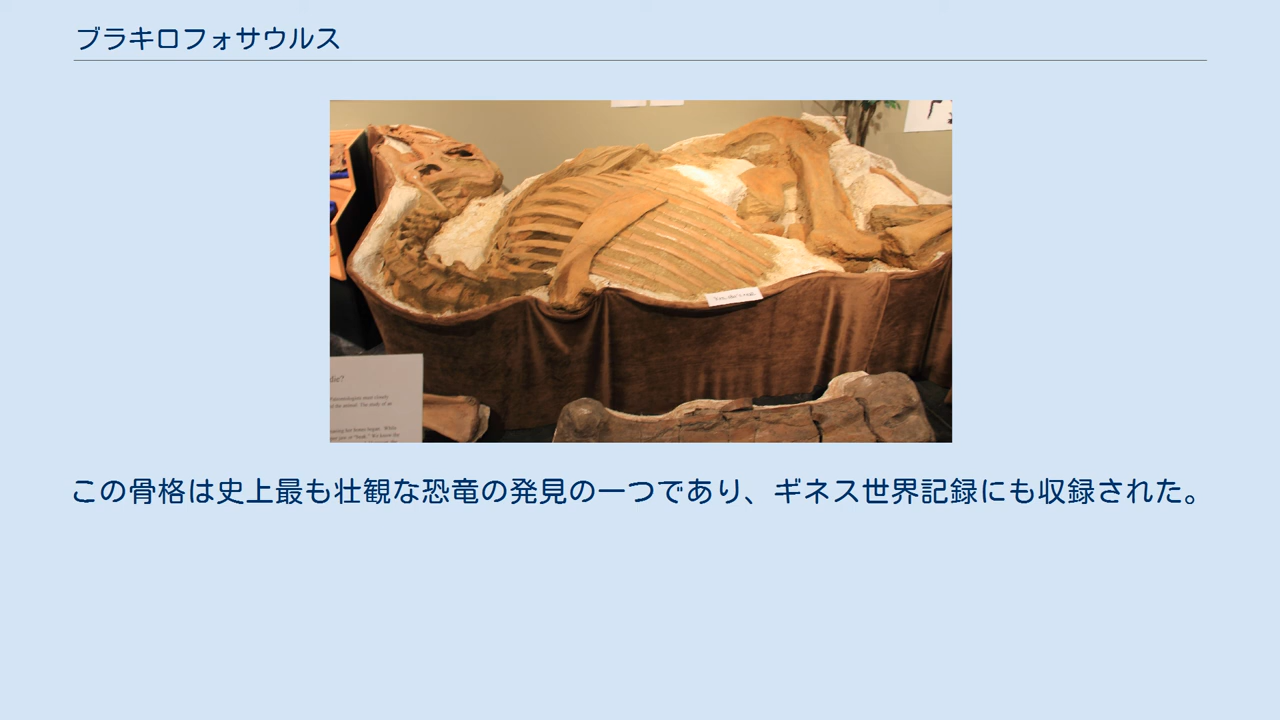 ブラキロフォサウルス
die?
この骨格は史上最も壮観な恐竜の発見の一つであり、ギネス世界記録にも収録された。